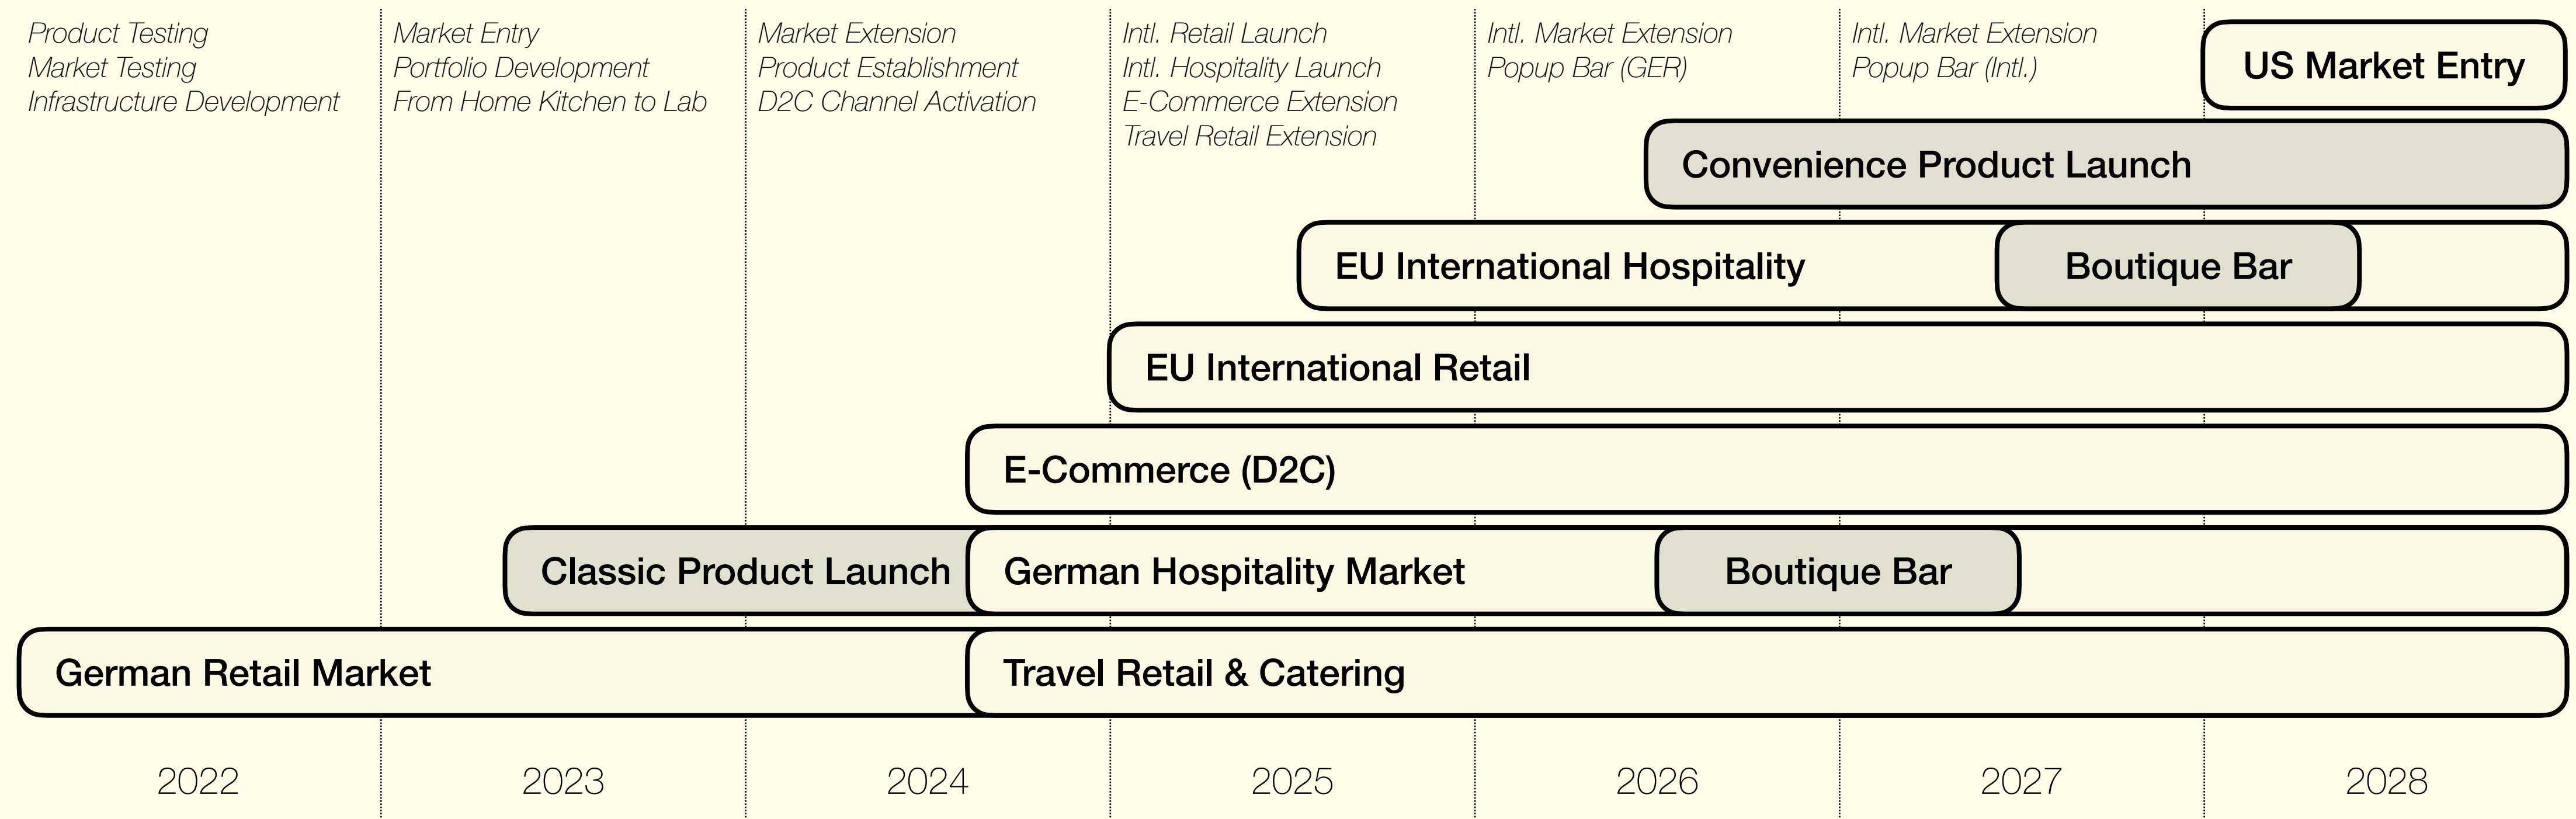 Product Testing
Market Testing
Infrastructure Development
Market Entry
Portfolio Development
From Home Kitchen to Lab
Market Extension
Product Establishment
D2C Channel Activation
Intl. Retail Launch
Intl. Hospitality Launch
E-Commerce Extension
Travel Retail Extension
Intl. Market Extension
Popup Bar (GER)
Intl. Market Extension
Popup Bar (Intl.)
US Market Entry
Convenience Product Launch
EU International Hospitality
Boutique Bar
EU International Retail
E-Commerce (D2C)
Classic Product Launch
German Hospitality Market
Boutique Bar
German Retail Market
Travel Retail & Catering
2022
2023
2024
2025
2026
2027
2028